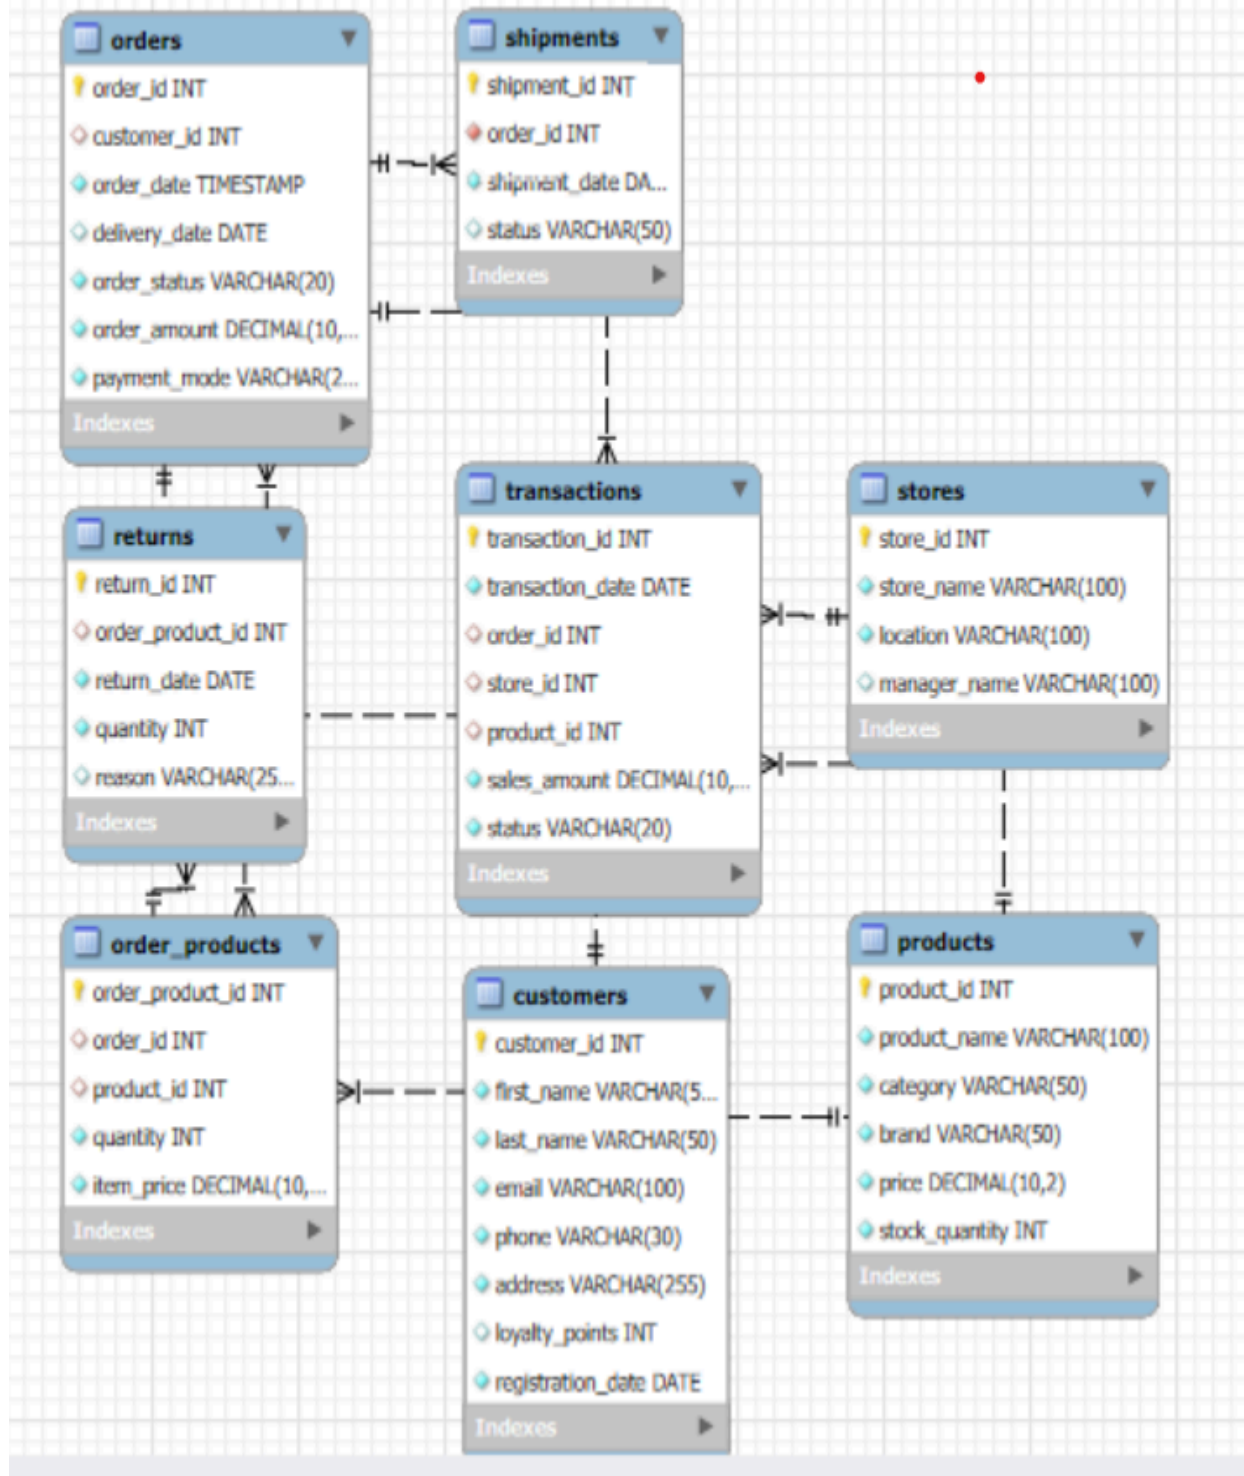 orders
order_id INT
customer_id INT
order_date TIMESTAMP
delivery_date DATE
order_status VARCHAR(20)
order_amount DECIMAL(10,...
payment_mode VARCHAR(2...
Indexes
shipments
shipment_id INT
order_id INT
shipment_date DA...
status VARCHAR(50)
Indexes
returns
return_id INT
order_product_id INT
return_date DATE
quantity INT
reason VARCHAR(25...
Indexes
transactions
transaction_id INT
transaction_date DATE
order_id INT
store_id INT
product_id INT
sales_amount DECIMAL(10,...
status VARCHAR(20)
Indexes
stores
store_id INT
store_name VARCHAR(100)
location VARCHAR(100)
manager_name VARCHAR(100)
Indexes
order_products
order_product_id INT
order_id INT
product_id INT
quantity INT
item_price DECIMAL(10,...
Indexes
customers
customer_id INT
first_name VARCHAR(5...
last_name VARCHAR(50)
email VARCHAR(100)
phone VARCHAR(30)
address VARCHAR(255)
loyalty_points INT
registration_date DATE
Indexes
products
product_id INT
product_name VARCHAR(100)
category VARCHAR(50)
brand VARCHAR(50)
price DECIMAL(10,2)
stock_quantity INT
Indexes